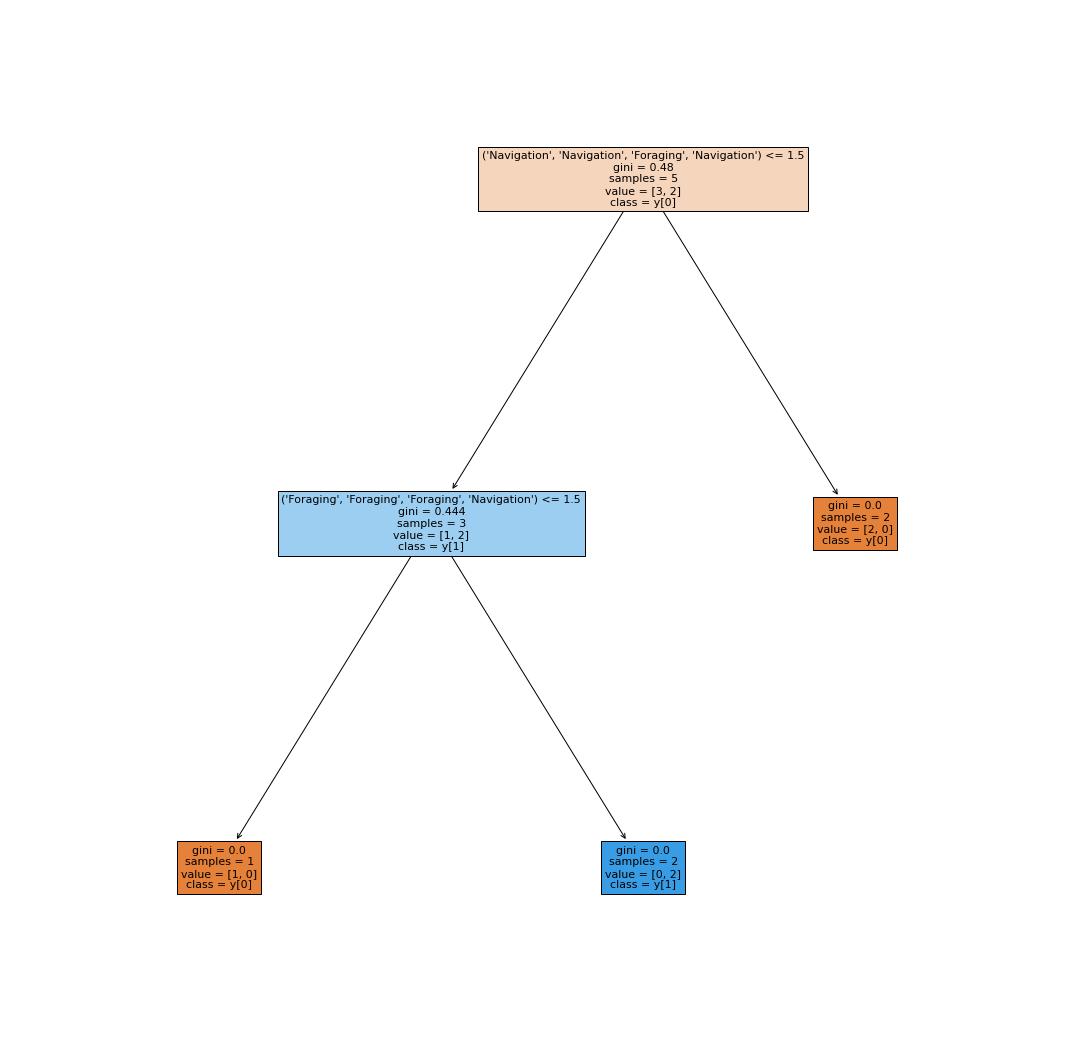 ('Navigation', 'Navigation', 'Foraging', 'Navigation') <= 1.5
gini = 0.48
samples = 5
value = [3, 2]
class = y[0]
('Foraging', 'Foraging', 'Foraging', 'Navigation') <= 1.5
gini = 0.444
samples = 3
value = [1, 2]
class = y[1]
gini = 0.0
samples = 2
value = [2, 0]
class = y[0]
gini = 0.0
samples = 1
value = [1, 0]
class = y[0]
gini = 0.0
samples = 2
value = [0, 2]
class = y[1]